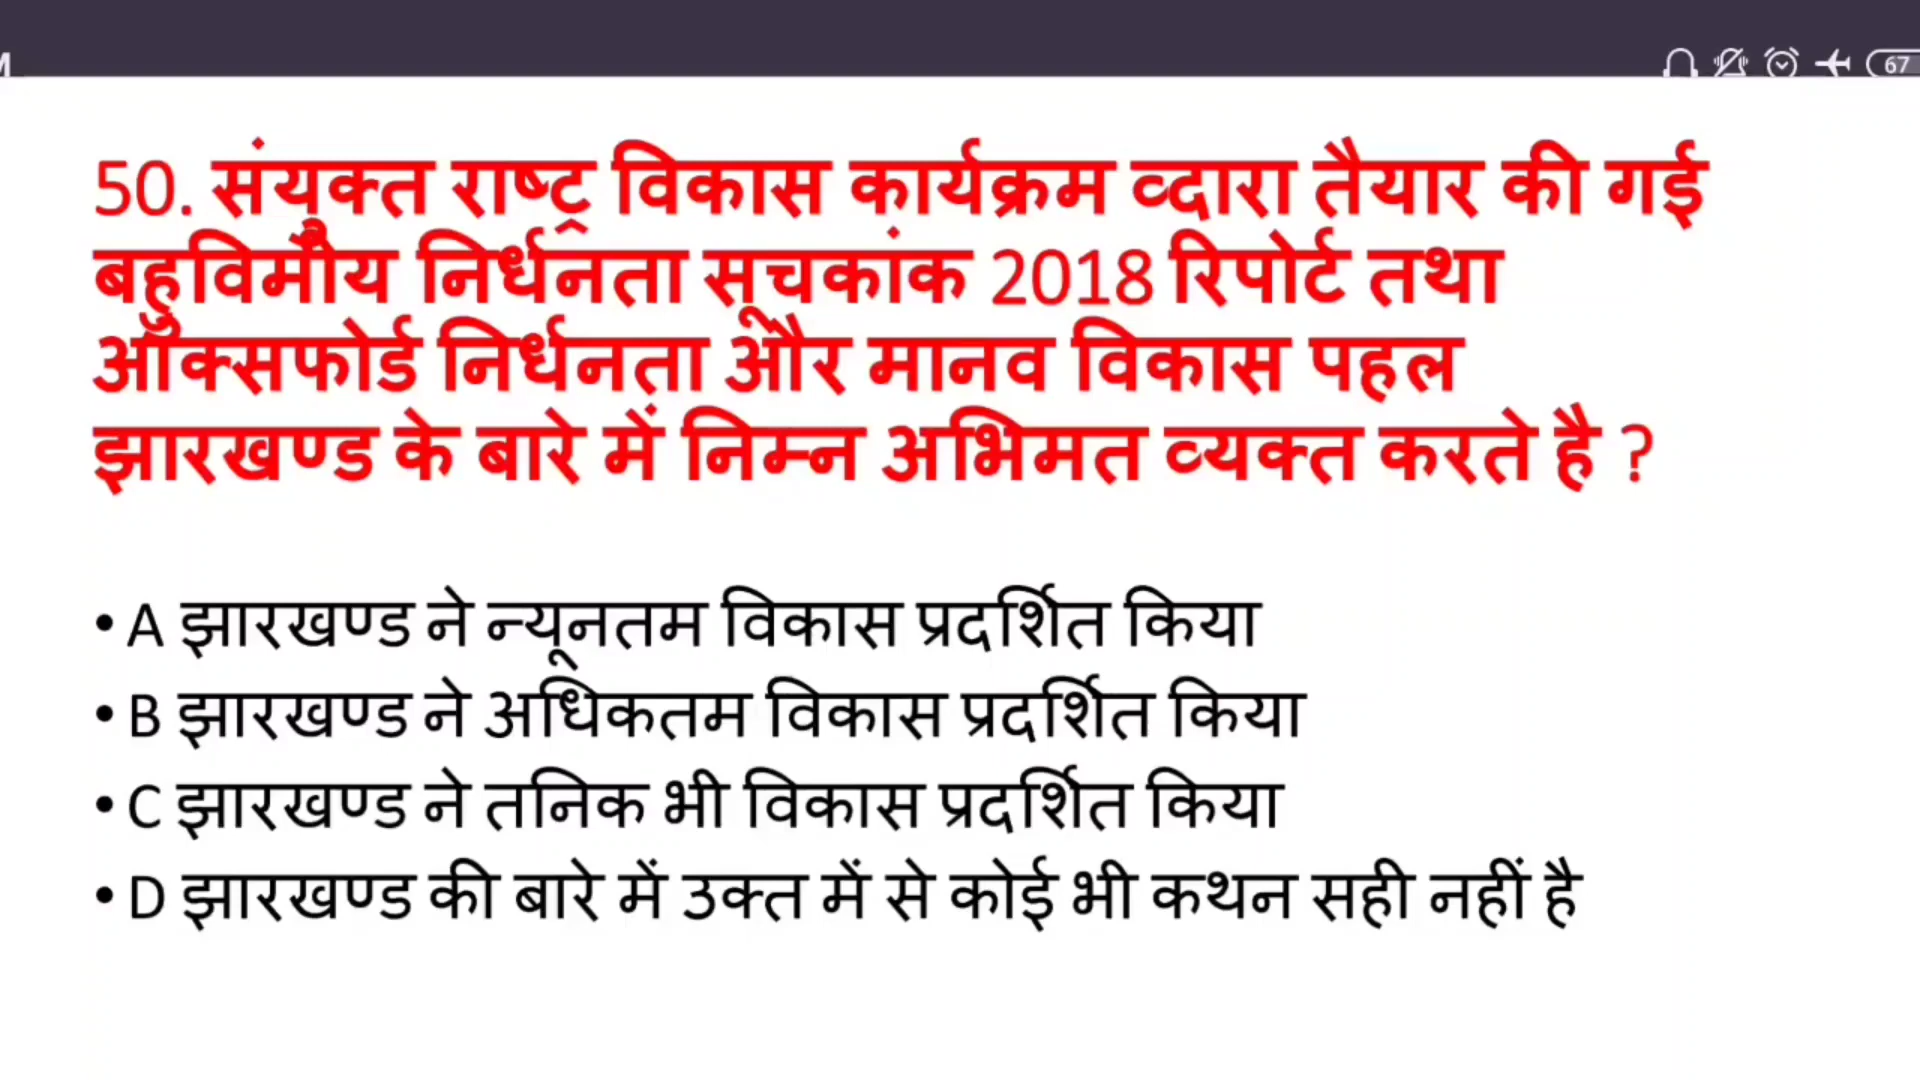 M
67
50. संयुक्त राष्ट्र विकास कार्यक्रम व्दारा तैयार की गई
बहुविमीय निर्धनता सूचकांक 2018 रिपोर्ट तथा
ऑक्सफोर्ड निर्धनता और मानव विकास पहल
झारखण्ड के बारे में निम्न अभिमत व्यक्त करते है ?
• A झारखण्ड ने न्यूनतम विकास प्रदर्शित किया
• B झारखण्ड ने अधिकतम विकास प्रदर्शित किया
• C झारखण्ड ने तनिक भी विकास प्रदर्शित किया
• D झारखण्ड की बारे में उक्त में से कोई भी कथन सही नहीं है